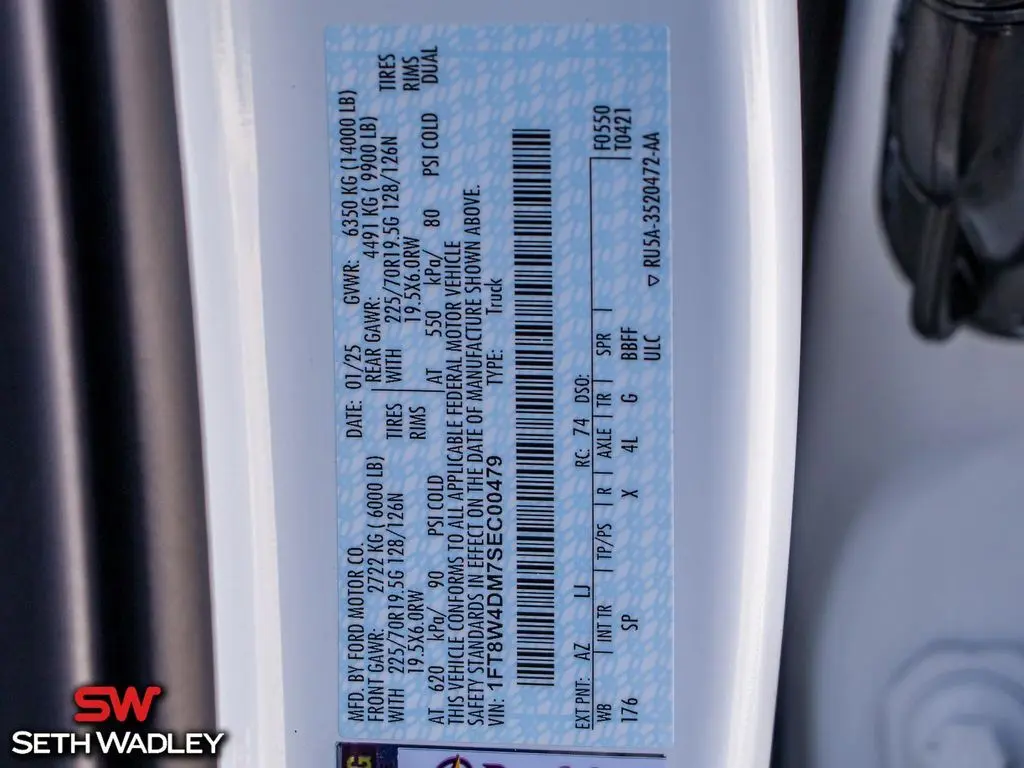 MFD. BY FORD MOTOR CO. DATE: 01/25 GVWR: 6350 KG (14000 LB)
FRONT GAWR: 2722 KG ( 6000 LB) REAR GAWR: 4491 KG ( 9900 LB)
WITH 225/70R19.5G 128/126N TIRES WITH 225/70R19.5G 128/126N TIRES
19.5X6.0RW RIMS 19.5X6.0RW RIMS
AT 620 kPa/ 90 PSI COLD AT 550 kPa/ 80 PSI COLD DUAL
THIS VEHICLE CONFORMS TO ALL APPLICABLE FEDERAL MOTOR VEHICLE
SAFETY STANDARDS IN EFFECT ON THE DATE OF MANUFACTURE SHOWN ABOVE.
VIN: 1FT8W4DM7SEC00479 TYPE: Truck
EXT PNT: AZ LJ RC: 74 DSO: F0550
WB INT TR TP/PS R AXLE TR SPR T0421
176 SP X 4L G BBFF
ULC RU5A-3520472-AA
SW
SETH WADLEY